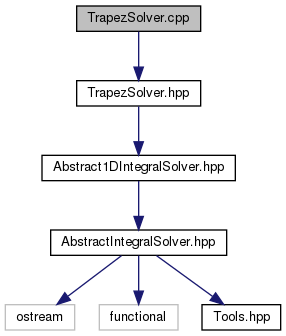 TrapezSolver.cpp
TrapezSolver.hpp
Abstract1DIntegralSolver.hpp
AbstractIntegralSolver.hpp
ostream
functional
Tools.hpp